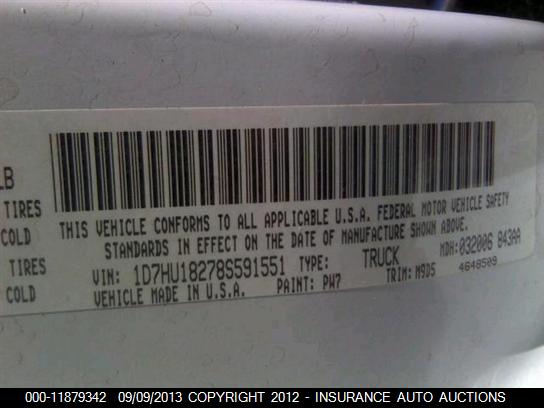 LB
TIRES
COLD
TIRES
COLD
THIS VEHICLE CONFORMS TO ALL APPLICABLE U.S.A. FEDERAL MOTOR VEHICLE SAFETY
STANDARDS IN EFFECT ON THE DATE OF MANUFACTURE SHOWN ABOVE.
VIN: 1D7HU18278S591551 TYPE: TRUCK MDH:032006 043AA
VEHICLE MADE IN U.S.A. PAINT: PW7 TRIM: M9D5 4648509
000-11879342 09/09/2013 COPYRIGHT 2012 - INSURANCE AUTO AUCTIONS